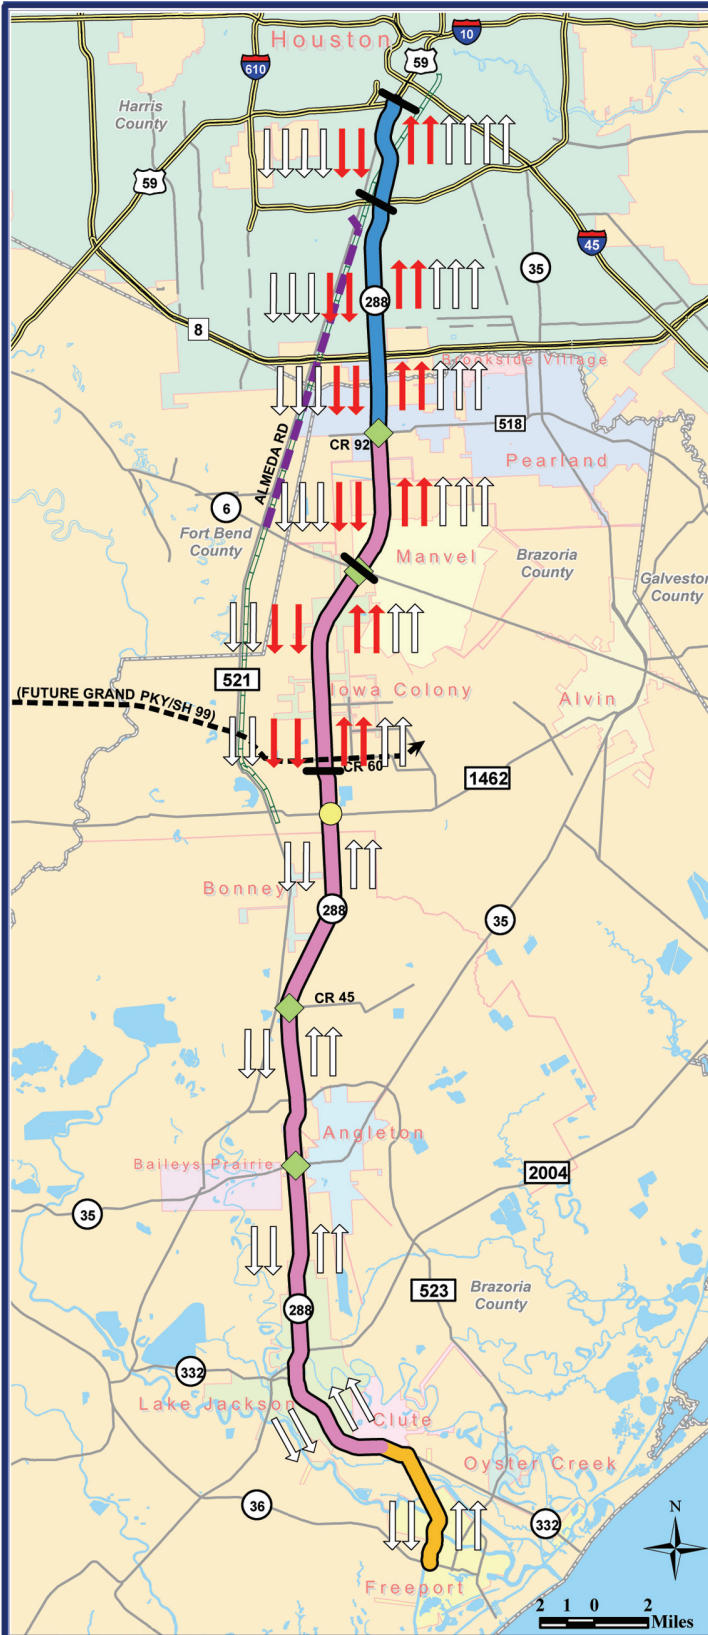 Houston
10
59
610
Harris
County
59
45
35
288
8
Brookside Village
ALMEDA RD
518
CR 92
Pearland
6
Fort Bend
County
Manvel
Brazoria
County
Galveston
County
521
(FUTURE GRAND PKY/SH 99)
Iowa Colony
Alvin
CR 60
1462
Bonney
288
35
CR 45
Angleton
Baileys Prairie
2004
35
523
Brazoria
County
288
332
Lake Jackson
Clute
Oyster Creek
36
332
N
Freeport
2 1 0 2
Miles